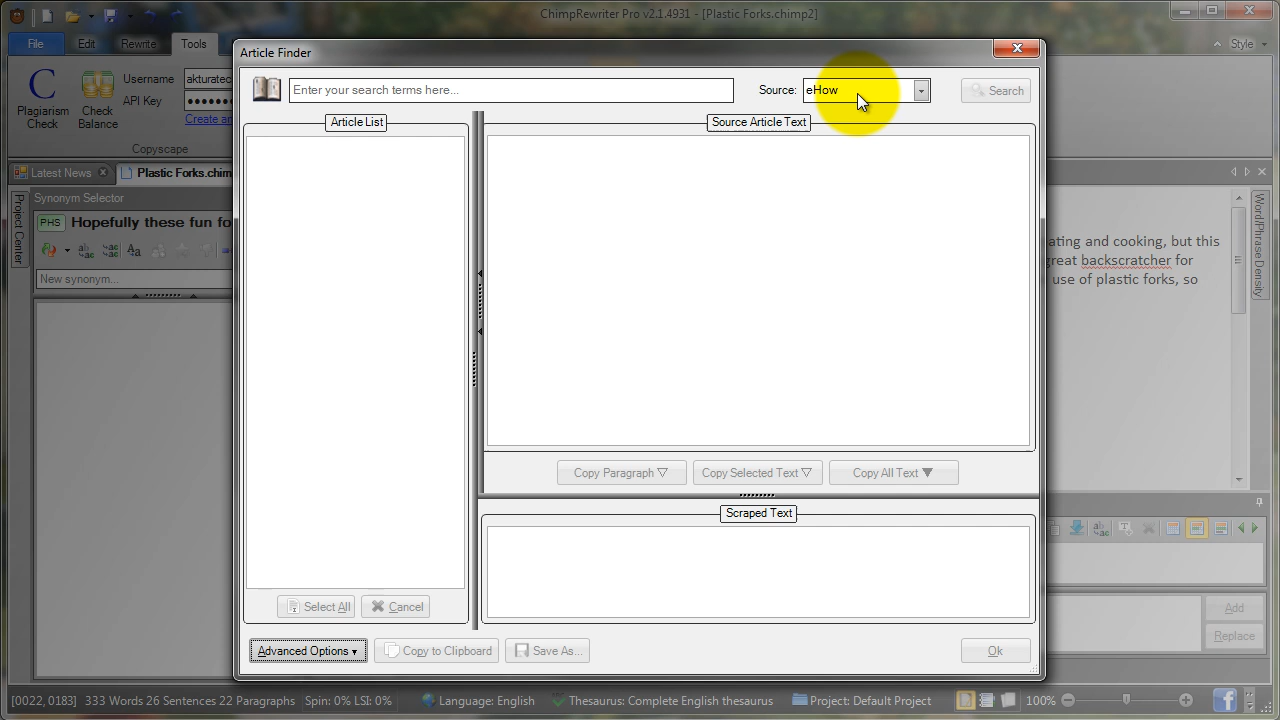 ChimpRewriter Pro v2.1.4931 - [Plastic Forks.chimp2]
File Edit Rewrite Tools Style
Article Finder
Enter your search terms here...
Source: eHow
Search
Plagiarism Check
Check Balance
Username akturatec
API Key
Create an
Copyscape
Article List
Source Article Text
Latest News
Plastic Forks.chim
Project Center
Synonym Selector
PHS Hopefully these fun fo
New synonym...
ating and cooking, but this
great backscratcher for
use of plastic forks, so
Word/Phrase Density
Copy Paragraph
Copy Selected Text
Copy All Text
Scraped Text
Select All
Cancel
Add
Replace
Advanced Options
Copy to Clipboard
Save As...
Ok
[0022, 0183] 333 Words 26 Sentences 22 Paragraphs Spin: 0% LSI: 0% Language: English Thesaurus: Complete English thesaurus Project: Default Project 100%